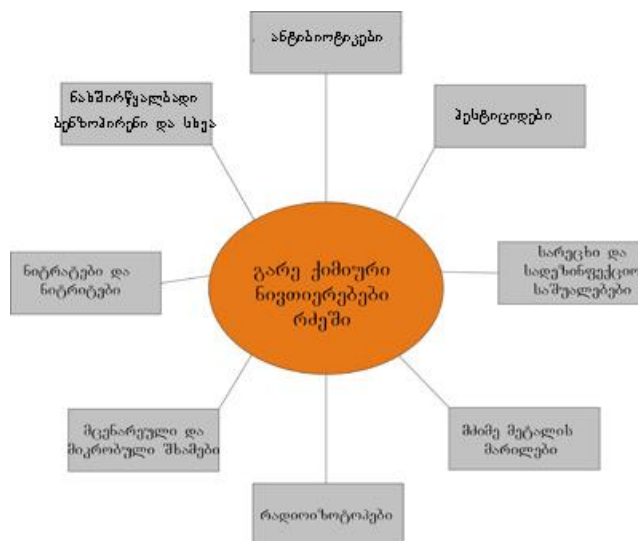 ანტიბიოტიკები
ნახშირწყალბადი
ბენზოპირენი და სხვა
პესტიციდები
გარე ქიმიური
ნივთიერებები
რძეში
ნიტრატები და
ნიტრიტები
სარეცხი და
სადეზინფექციო
საშუალებები
მცენარეული და
მიკრობული შხამები
მძიმე მეტალის
მარილები
რადიოიზოტოპები